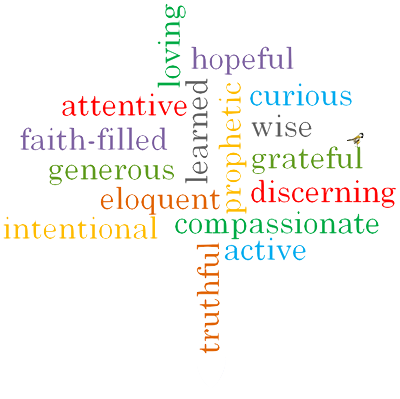 loving
hopeful
learned
attentive
prophetic
curious
wise
faith-filled
grateful
generous
discerning
eloquent
compassionate
intentional
active
truthful